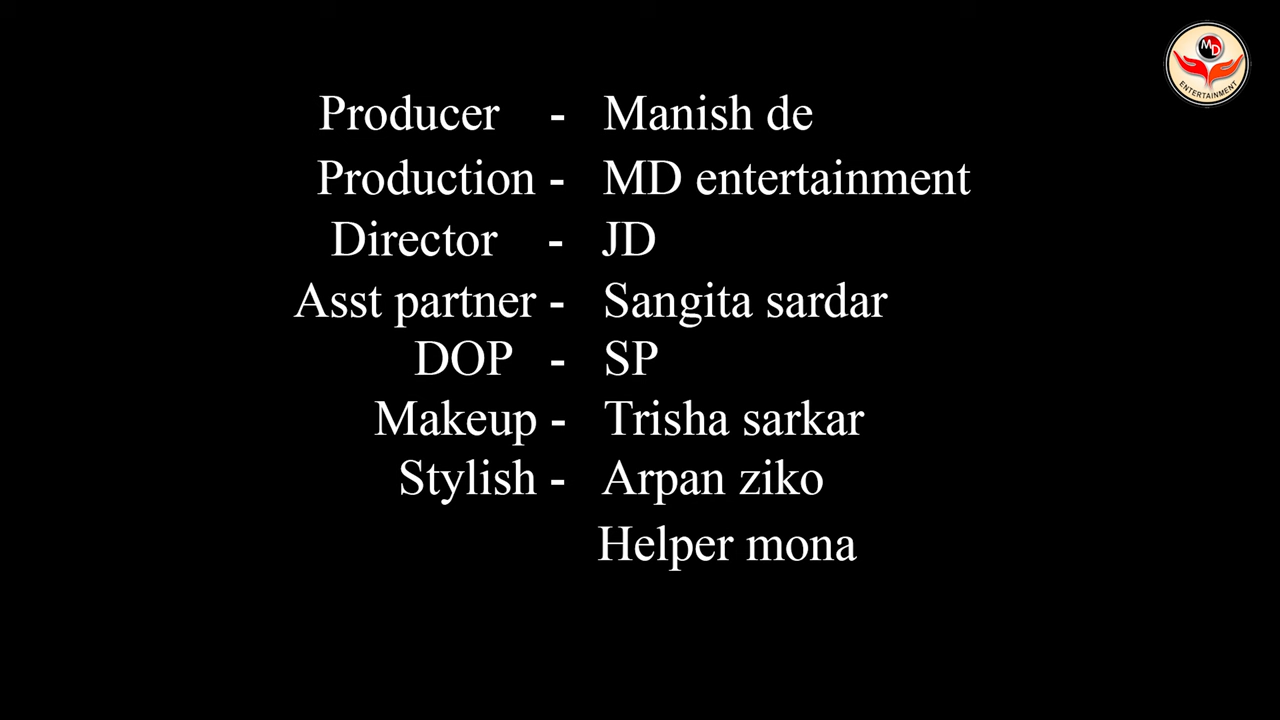 MD
ENTERTAINMENT
Producer - Manish de
Production - MD entertainment
Director - JD
Asst partner - Sangita sardar
DOP - SP
Makeup - Trisha sarkar
Stylish - Arpan ziko
Helper mona